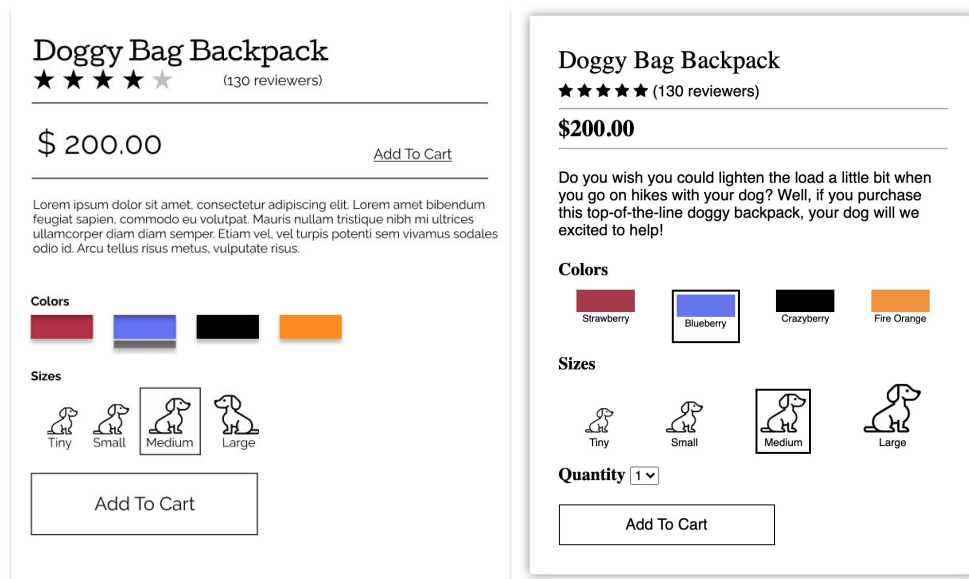 Doggy Bag Backpack
(130 reviewers)
$ 200.00
Add To Cart
Lorem ipsum dolor sit amet, consectetur adipiscing elit. Lorem amet bibendum
feugiat sapien, commodo eu volutpat. Mauris nullam tristique nibh mi ultrices
ullamcorper diam diam semper. Etiam vel, vel turpis potenti sem vivamus sodales
odio id. Arcu tellus risus metus, vulputate risus.
Colors
Sizes
Tiny Small Medium Large
Add To Cart
Doggy Bag Backpack
(130 reviewers)
$200.00
Do you wish you could lighten the load a little bit when
you go on hikes with your dog? Well, if you purchase
this top-of-the-line doggy backpack, your dog will we
excited to help!
Colors
Strawberry Blueberry Crazyberry Fire Orange
Sizes
Tiny Small Medium Large
Quantity 1
Add To Cart